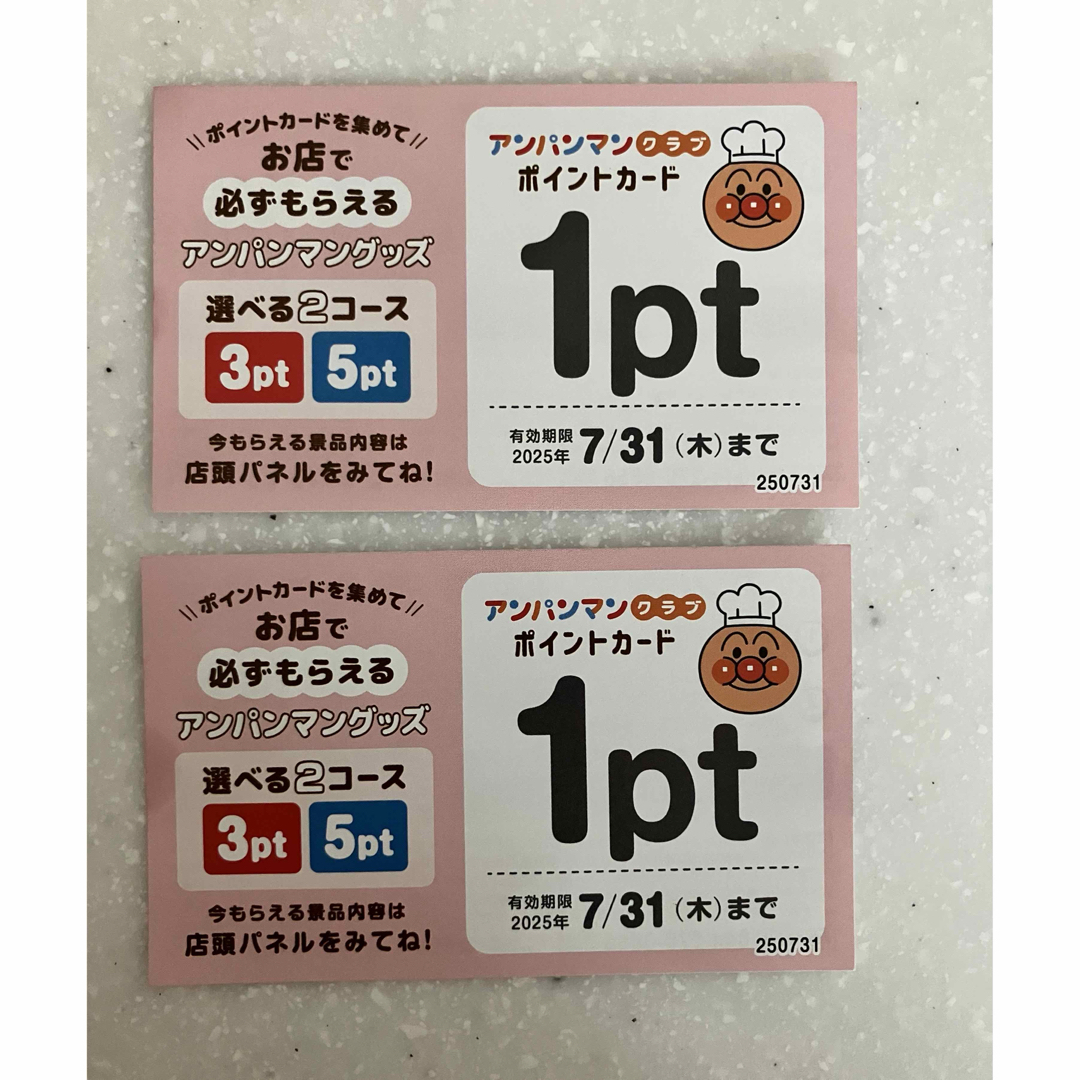 ポイントカードを集めて
お店で
必ずもらえる
アンパンマングッズ
選べる2コース
3pt 5pt
今もらえる景品内容は
店頭パネルをみてね!
アンパンマンクラブ
ポイントカード
1pt
有効期限
2025年 7/31(木)まで
250731
ポイントカードを集めて
お店で
必ずもらえる
アンパンマングッズ
選べる2コース
3pt 5pt
今もらえる景品内容は
店頭パネルをみてね!
アンパンマンクラブ
ポイントカード
1pt
有効期限
2025年 7/31(木)まで
250731